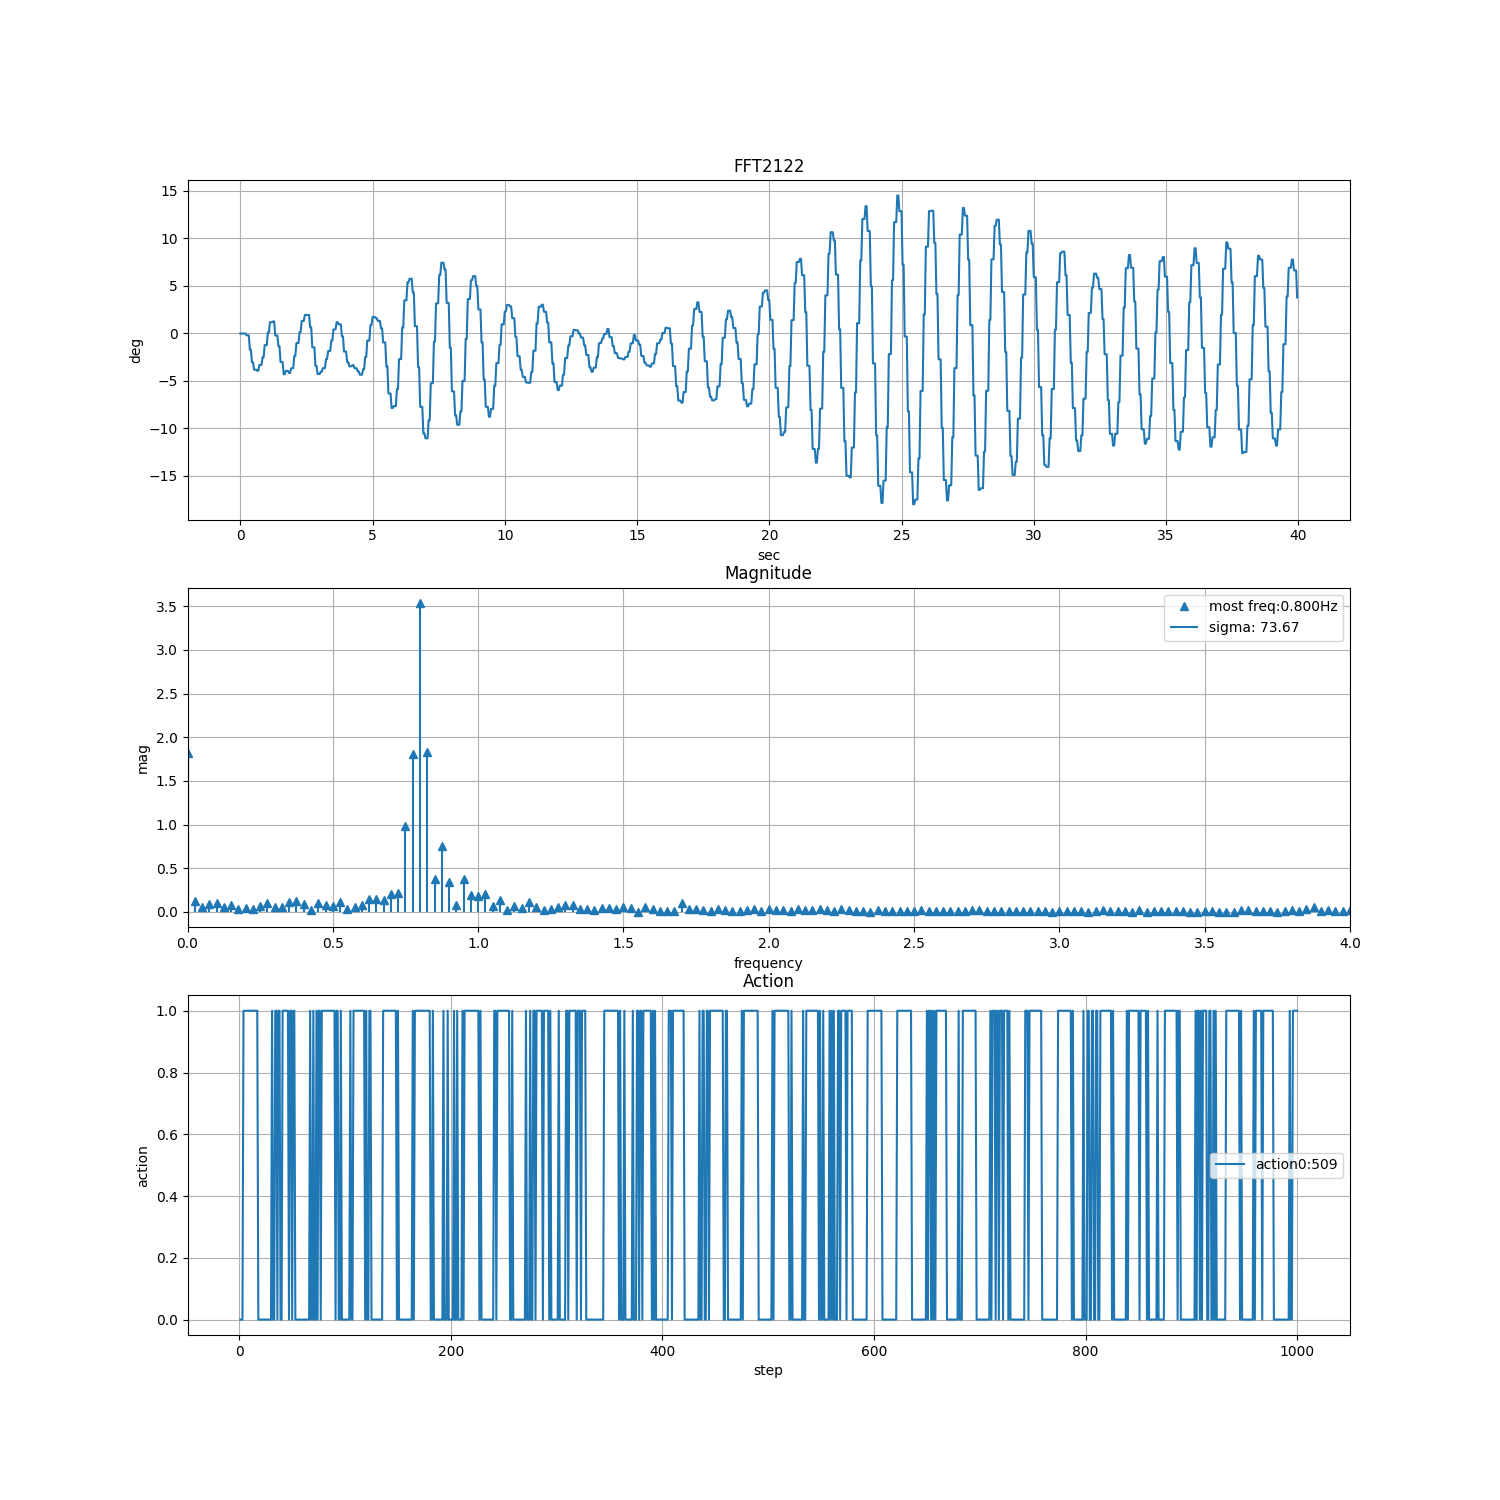 FFT2122
15
10
5
0
−5
−10
−15
deg
0 5 10 15 20 25 30 35 40
sec
Magnitude
3.5
3.0
2.5
2.0
1.5
1.0
0.5
0.0
mag
most freq:0.800Hz
sigma: 73.67
0.0 0.5 1.0 1.5 2.0 2.5 3.0 3.5 4.0
frequency
Action
1.0
0.8
0.6
0.4
0.2
0.0
action
action0:509
0 200 400 600 800 1000
step